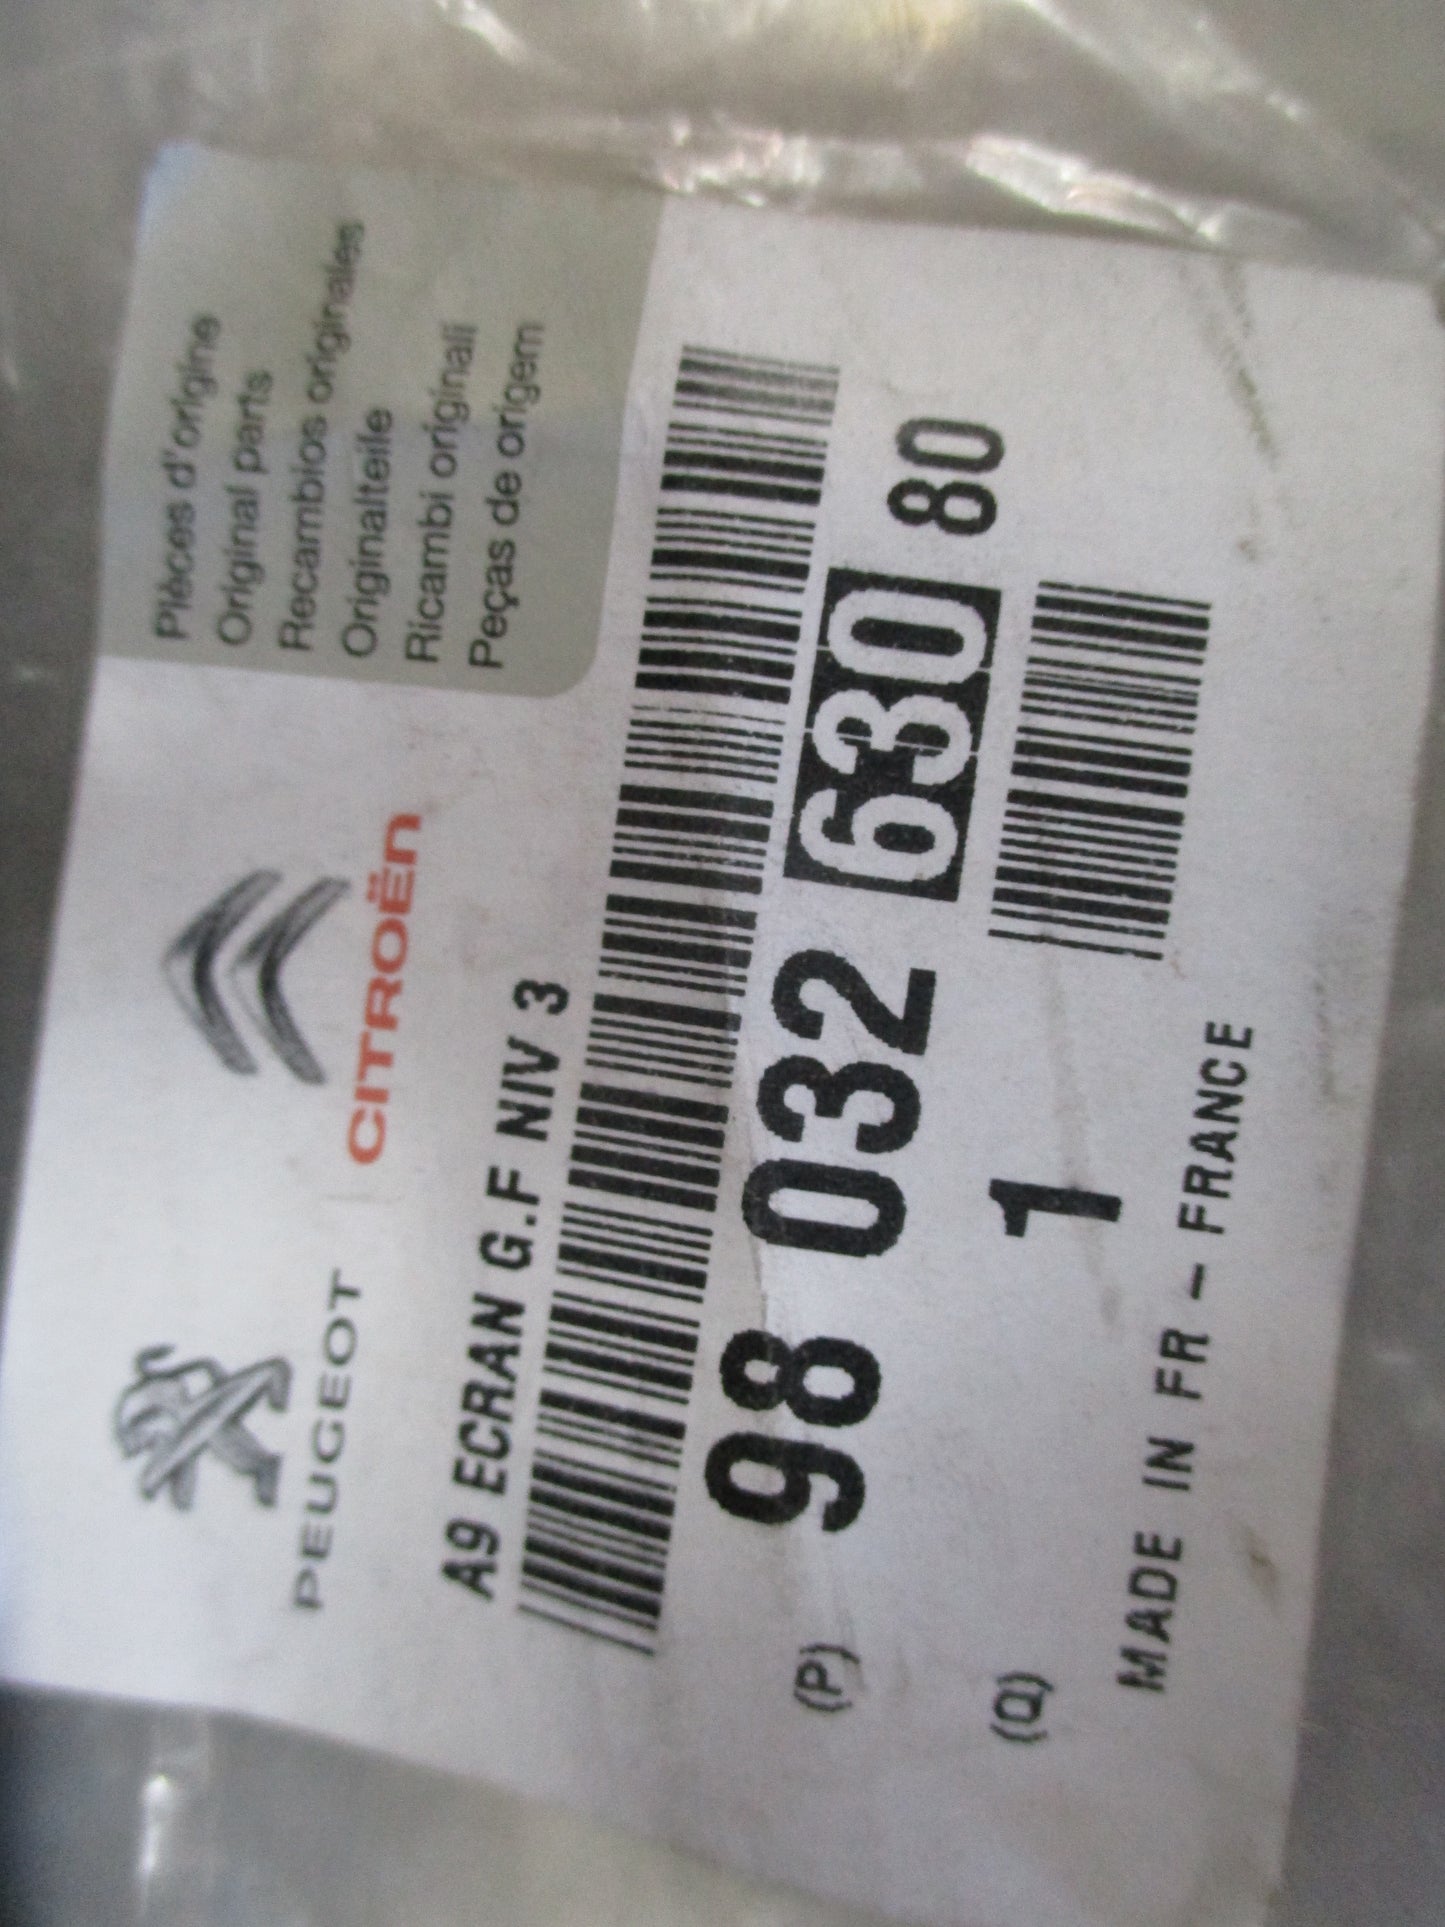 PEUGEOT
CITROËN
Pièces d'origine
Original parts
Recambios originales
Originalteile
Ricambi originali
Peças de origem
A9 ECRAN G.F NIV 3
(P) 98 032 630 80
(Q) 1
MADE IN FR - FRANCE